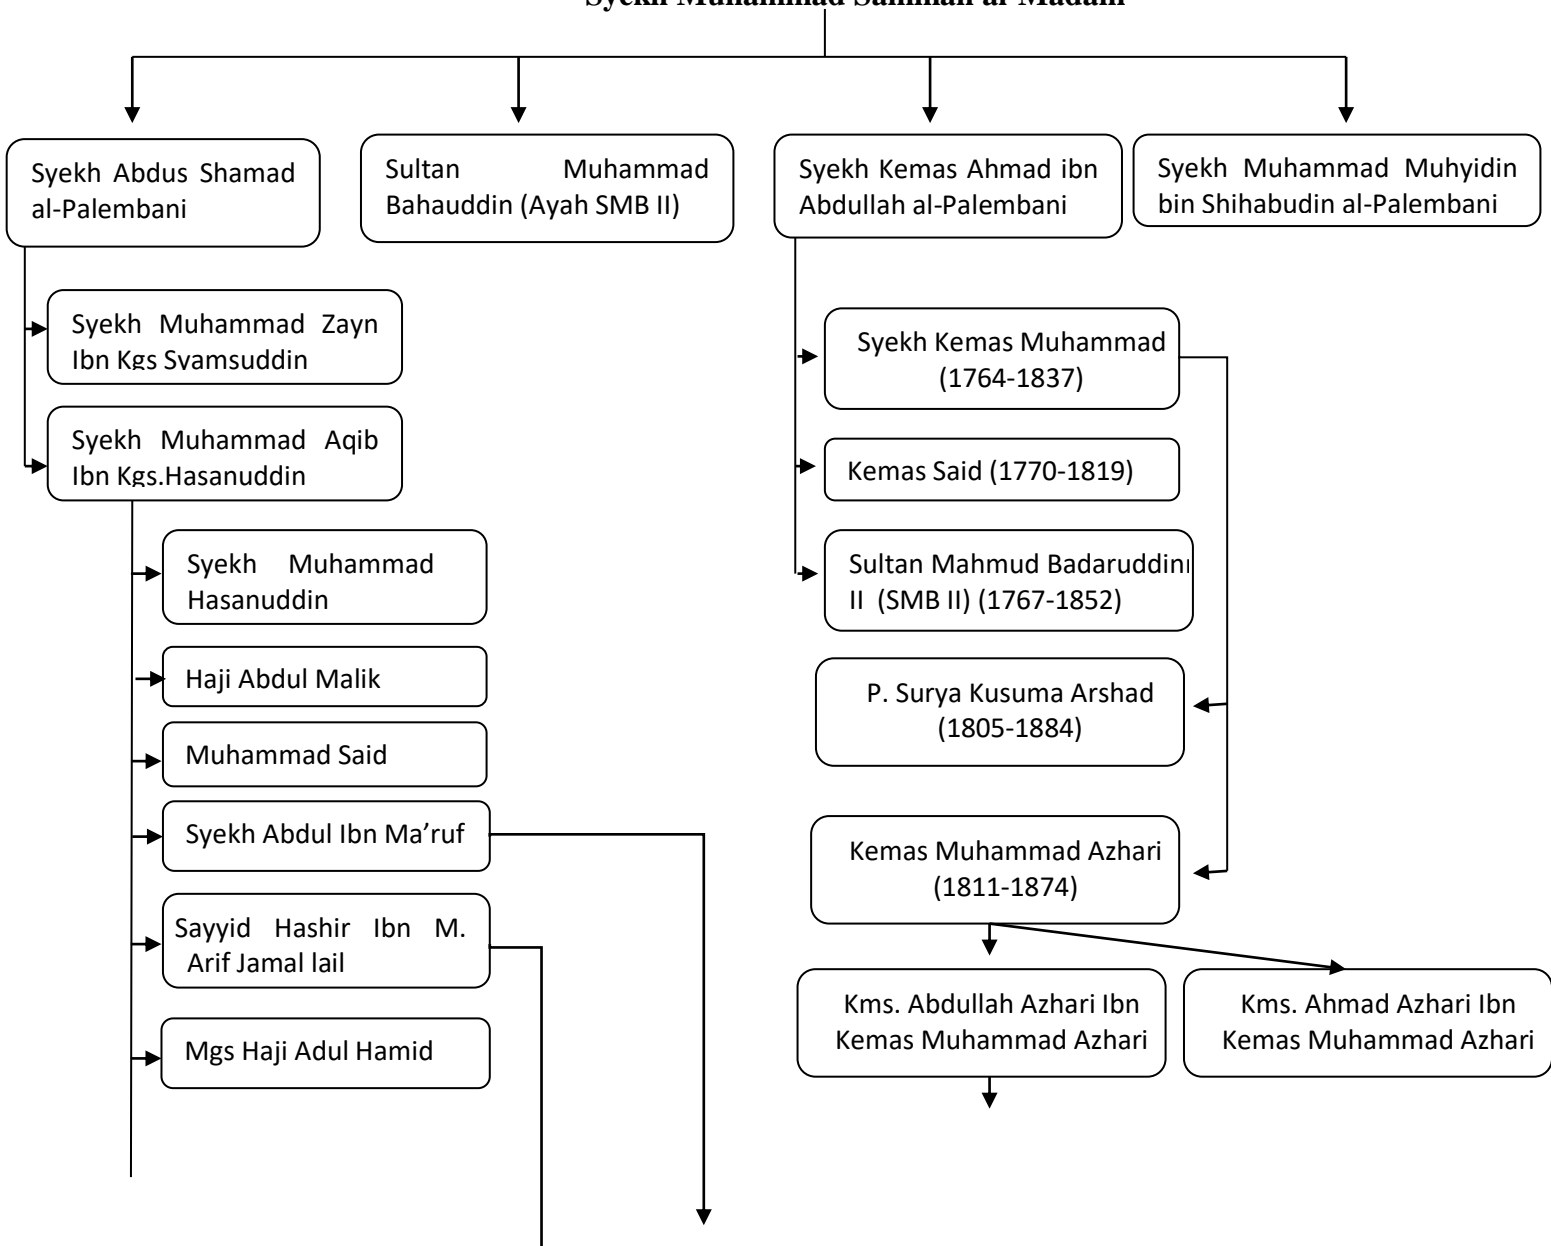 Syekh Muhammad Samman al-Madani
Syekh Abdus Shamad
al-Palembani
Sultan Muhammad
Bahauddin (Ayah SMB II)
Syekh Kemas Ahmad ibn
Abdullah al-Palembani
Syekh Muhammad Muhyidin
bin Shihabudin al-Palembani
Syekh Muhammad Zayn
Ibn Kgs Syamsuddin
Syekh Muhammad Aqib
Ibn Kgs.Hasanuddin
Syekh Muhammad
Hasanuddin
Haji Abdul Malik
Muhammad Said
Syekh Abdul Ibn Ma’ruf
Sayyid Hashir Ibn M.
Arif Jamal lail
Mgs Haji Adul Hamid
Syekh Kemas Muhammad
(1764-1837)
Kemas Said (1770-1819)
Sultan Mahmud Badaruddin
II (SMB II) (1767-1852)
P. Surya Kusuma Arshad
(1805-1884)
Kemas Muhammad Azhari
(1811-1874)
Kms. Abdullah Azhari Ibn
Kemas Muhammad Azhari
Kms. Ahmad Azhari Ibn
Kemas Muhammad Azhari